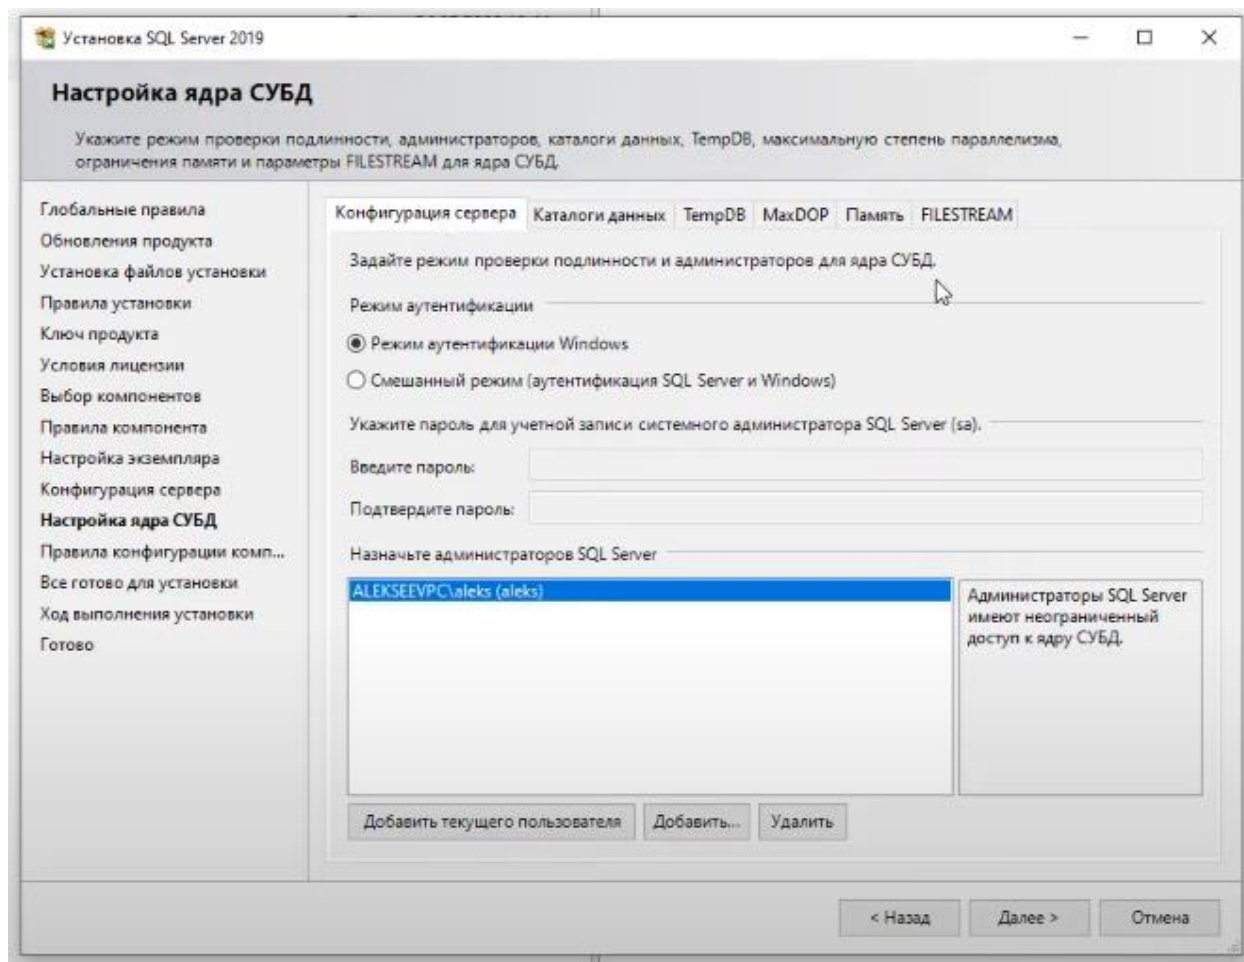 Установка SQL Server 2019
Настройка ядра СУБД
Укажите режим проверки подлинности, администраторов, каталоги данных, TempDB, максимальную степень параллелизма,
ограничения памяти и параметры FILESTREAM для ядра СУБД.
Глобальные правила
Обновления продукта
Установка файлов установки
Правила установки
Ключ продукта
Условия лицензии
Выбор компонентов
Правила компонента
Настройка экземпляра
Конфигурация сервера
Настройка ядра СУБД
Правила конфигурации комп...
Все готово для установки
Ход выполнения установки
Готово
Конфигурация сервера Каталоги данных TempDB MaxDOP Память FILESTREAM
Задайте режим проверки подлинности и администраторов для ядра СУБД.
Режим аутентификации
Режим аутентификации Windows
Смешанный режим (аутентификация SQL Server и Windows)
Укажите пароль для учетной записи системного администратора SQL Server (sa).
Введите пароль:
Подтвердите пароль:
Назначьте администраторов SQL Server
ALEKSEEVPC\aleks (aleks)
Администраторы SQL Server
имеют неограниченный
доступ к ядру СУБД.
Добавить текущего пользователя Добавить... Удалить
< Назад Далее > Отмена